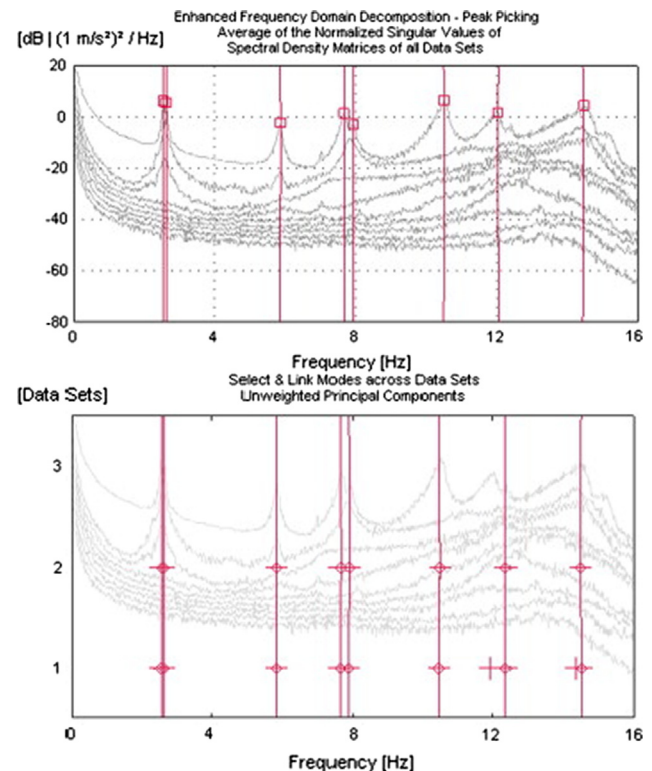 Enhanced Frequency Domain Decomposition - Peak Picking
[dB | (1 m/s²)² / Hz]
Average of the Normalized Singular Values of
Spectral Density Matrices of all Data Sets
20
0
-20
-40
-60
-80
0
4
8
12
16
Frequency [Hz]
Select & Link Modes across Data Sets
[Data Sets]
Unweighted Principal Components
3
2
1
0
4
8
12
16
Frequency [Hz]